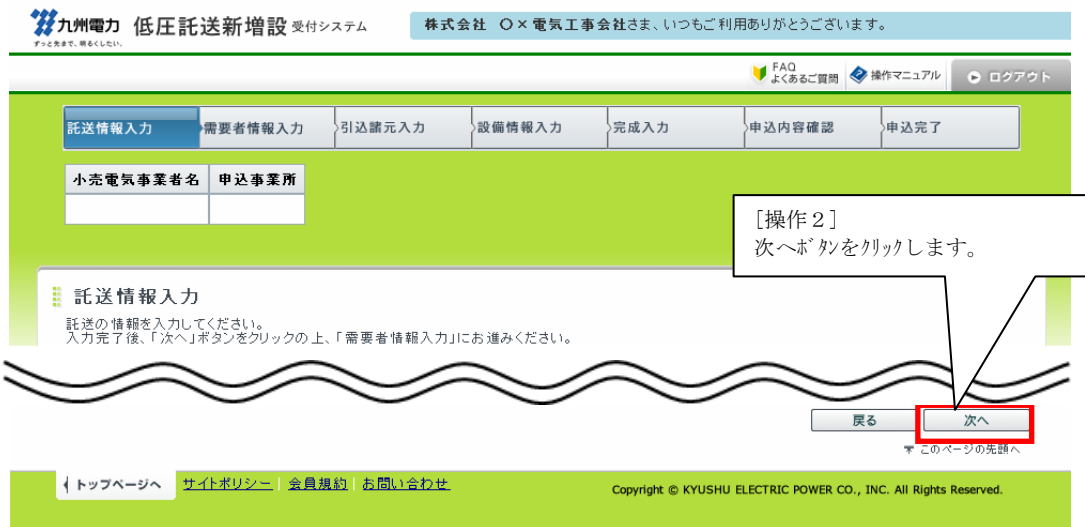 九州電力 低圧託送新増設 受付システム 株式会社 ○×電気工事会社さま、いつもご利用ありがとうございます。
ずっと先まで、明るくしたい。
FAQ
よくあるご質問 操作マニュアル ログアウト
託送情報入力 需要者情報入力 引込諸元入力 設備情報入力 完成入力 申込内容確認 申込完了
小売電気事業者名 申込事業所
[操作２]
次へﾎﾞﾀﾝをｸﾘｯｸします。
託送情報入力
託送の情報を入力してください。
入力完了後、「次へ」ボタンをクリックの上、「需要者情報入力」にお進みください。
戻る 次へ
このページの先頭へ
トップページへ サイトポリシー 会員規約 お問い合わせ Copyright © KYUSHU ELECTRIC POWER CO., INC. All Rights Reserved.